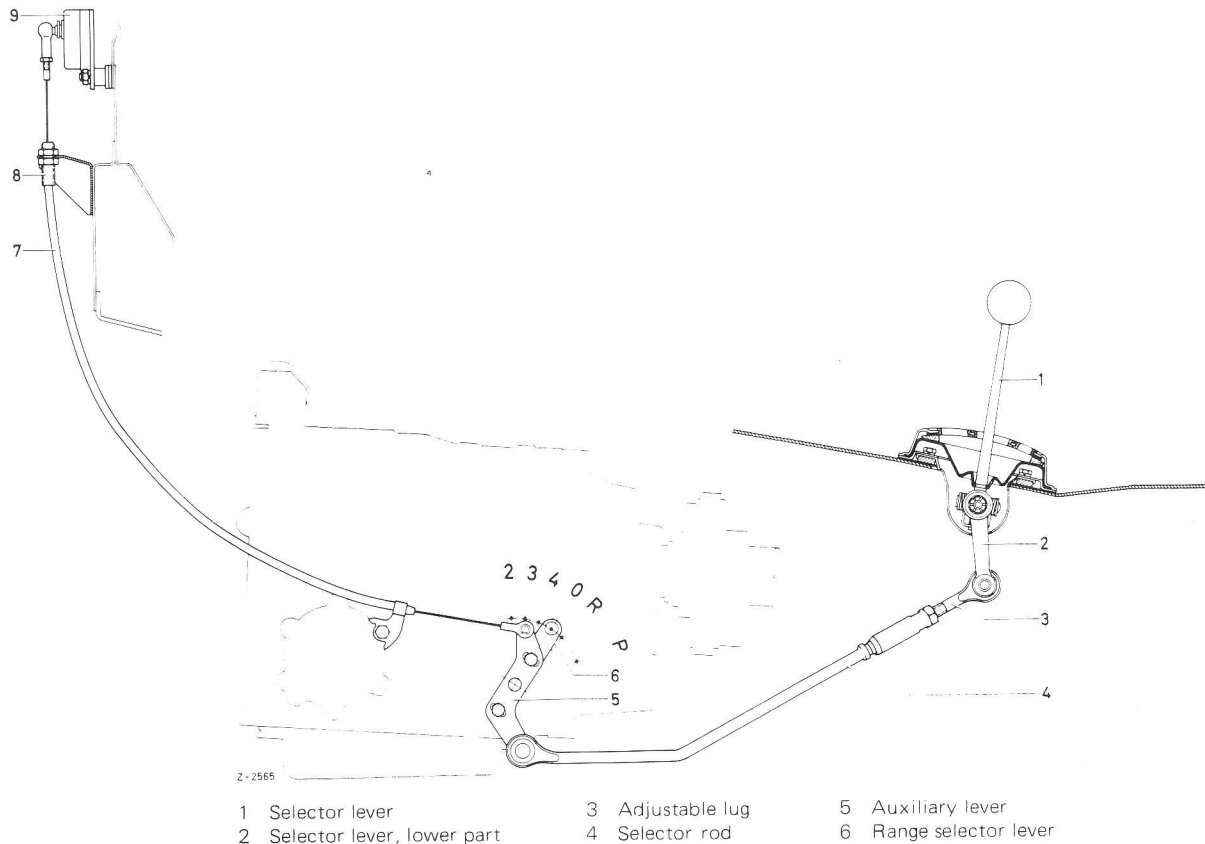 9
8
7
4
1
2
3
2 3 4 0 R P
6
5
4
Z-2565
1 Selector lever 3 Adjustable lug 5 Auxiliary lever
2 Selector lever, lower part 4 Selector rod 6 Range selector lever